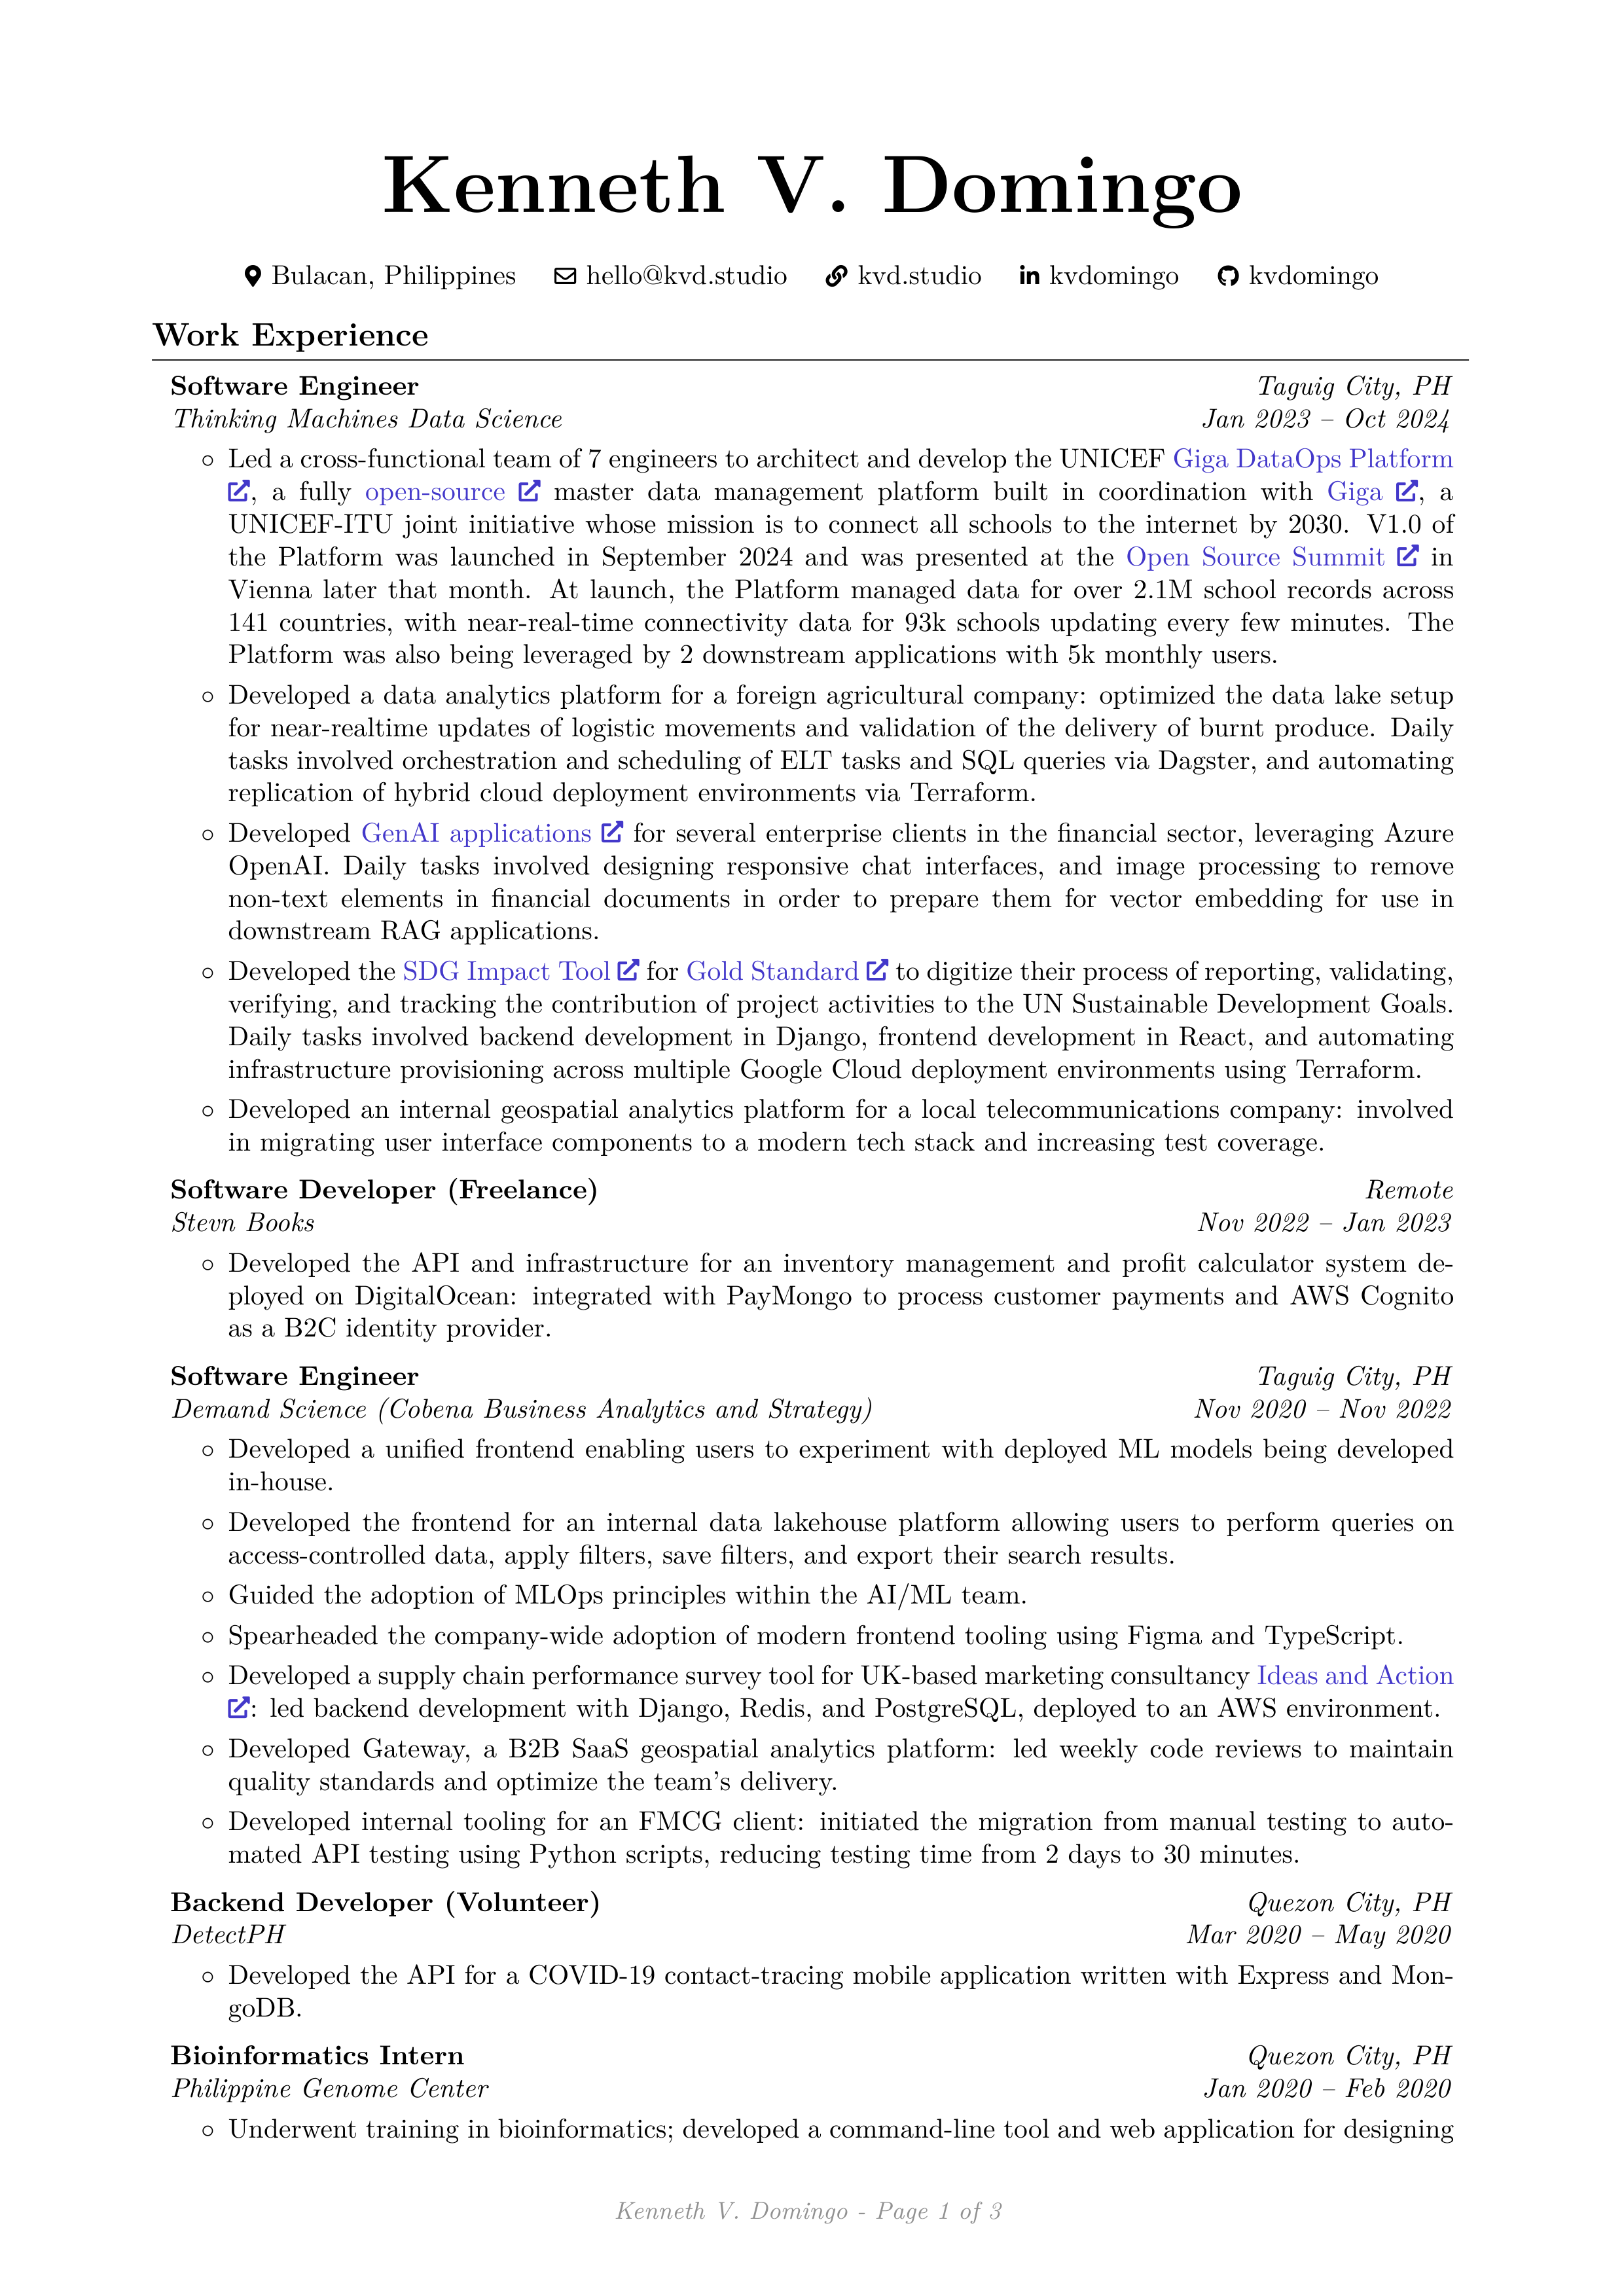 Kenneth V. Domingo
Bulacan, Philippines hello@kvd.studio kvd.studio kvdomingo kvdomingo
Work Experience
Software Engineer Taguig City, PH
Thinking Machines Data Science Jan 2023 – Oct 2024
◦ Led a cross-functional team of 7 engineers to architect and develop the UNICEF Giga DataOps Platform
, a fully open-source , master data management platform built in coordination with Giga , a
UNICEF-ITU joint initiative whose mission is to connect all schools to the internet by 2030. V1.0 of
the Platform was launched in September 2024 and was presented at the Open Source Summit in
Vienna later that month. At launch, the Platform managed data for over 2.1M school records across
141 countries, with near-real-time connectivity data for 93k schools updating every few minutes. The
Platform was also being leveraged by 2 downstream applications with 5k monthly users.
◦ Developed a data analytics platform for a foreign agricultural company: optimized the data lake setup
for near-realtime updates of logistic movements and validation of the delivery of burnt produce. Daily
tasks involved orchestration and scheduling of ELT tasks and SQL queries via Dagster, and automating
replication of hybrid cloud deployment environments via Terraform.
◦ Developed GenAI applications for several enterprise clients in the financial sector, leveraging Azure
OpenAI. Daily tasks involved designing responsive chat interfaces, and image processing to remove
non-text elements in financial documents in order to prepare them for vector embedding for use in
downstream RAG applications.
◦ Developed the SDG Impact Tool for Gold Standard to digitize their process of reporting, validating,
verifying, and tracking the contribution of project activities to the UN Sustainable Development Goals.
Daily tasks involved backend development in Django, frontend development in React, and automating
infrastructure provisioning across multiple Google Cloud deployment environments using Terraform.
◦ Developed an internal geospatial analytics platform for a local telecommunications company: involved
in migrating user interface components to a modern tech stack and increasing test coverage.
Software Developer (Freelance) Remote
Stevn Books Nov 2022 – Jan 2023
◦ Developed the API and infrastructure for an inventory management and profit calculator system de-
ployed on DigitalOcean: integrated with PayMongo to process customer payments and AWS Cognito
as a B2C identity provider.
Software Engineer Taguig City, PH
Demand Science (Cobena Business Analytics and Strategy) Nov 2020 – Nov 2022
◦ Developed a unified frontend enabling users to experiment with deployed ML models being developed
in-house.
◦ Developed the frontend for an internal data lakehouse platform allowing users to perform queries on
access-controlled data, apply filters, save filters, and export their search results.
◦ Guided the adoption of MLOps principles within the AI/ML team.
◦ Spearheaded the company-wide adoption of modern frontend tooling using Figma and TypeScript.
◦ Developed a supply chain performance survey tool for UK-based marketing consultancy Ideas and Action
: led backend development with Django, Redis, and PostgreSQL, deployed to an AWS environment.
◦ Developed Gateway, a B2B SaaS geospatial analytics platform: led weekly code reviews to maintain
quality standards and optimize the team's delivery.
◦ Developed internal tooling for an FMCG client: initiated the migration from manual testing to auto-
mated API testing using Python scripts, reducing testing time from 2 days to 30 minutes.
Backend Developer (Volunteer) Quezon City, PH
DetectPH Mar 2020 – May 2020
◦ Developed the API for a COVID-19 contact-tracing mobile application written with Express and Mon-
goDB.
Bioinformatics Intern Quezon City, PH
Philippine Genome Center Jan 2020 – Feb 2020
◦ Underwent training in bioinformatics; developed a command-line tool and web application for designing
Kenneth V. Domingo - Page 1 of 3